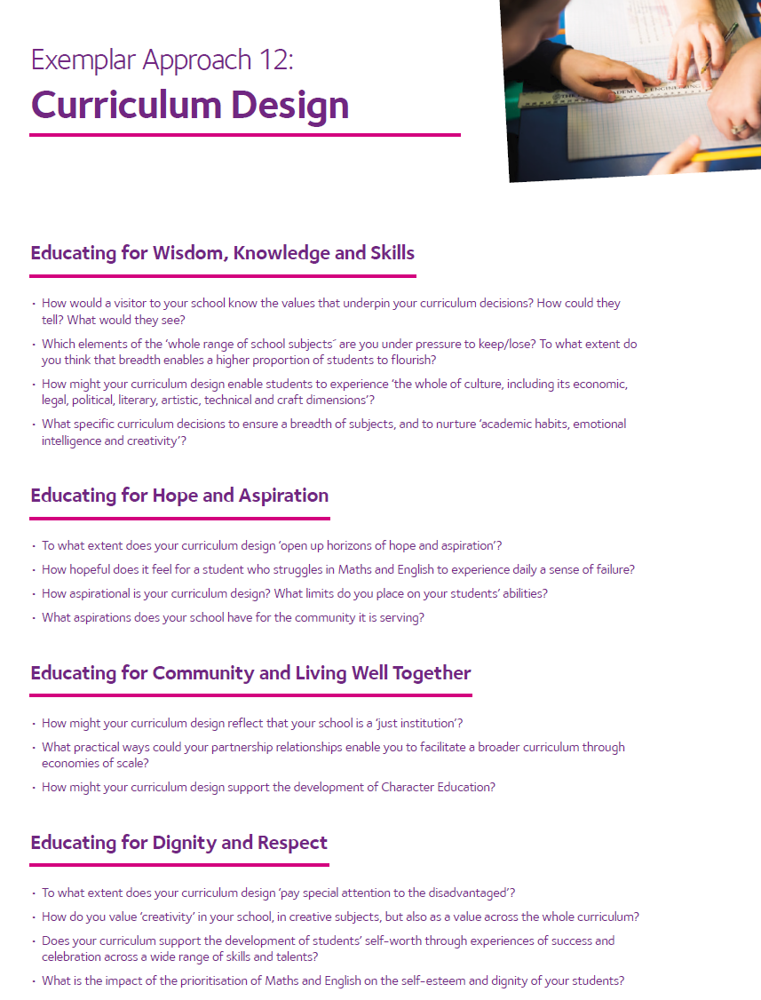 Exemplar Approach 12:
Curriculum Design
ADEMY of ENGINEERING
Educating for Wisdom, Knowledge and Skills
· How would a visitor to your school know the values that underpin your curriculum decisions? How could they
tell? What would they see?
· Which elements of the ‘whole range of school subjects˝ are you under pressure to keep/lose? To what extent do
you think that breadth enables a higher proportion of students to flourish?
· How might your curriculum design enable students to experience ‘the whole of culture, including its economic,
legal, political, literary, artistic, technical and craft dimensions’?
· What specific curriculum decisions to ensure a breadth of subjects, and to nurture ‘academic habits, emotional
intelligence and creativity’?
Educating for Hope and Aspiration
· To what extent does your curriculum design ‘open up horizons of hope and aspiration’?
· How hopeful does it feel for a student who struggles in Maths and English to experience daily a sense of failure?
· How aspirational is your curriculum design? What limits do you place on your students’ abilities?
· What aspirations does your school have for the community it is serving?
Educating for Community and Living Well Together
· How might your curriculum design reflect that your school is a ‘just institution’?
· What practical ways could your partnership relationships enable you to facilitate a broader curriculum through
economies of scale?
· How might your curriculum design support the development of Character Education?
Educating for Dignity and Respect
· To what extent does your curriculum design ‘pay special attention to the disadvantaged’?
· How do you value ‘creativity’ in your school, in creative subjects, but also as a value across the whole curriculum?
· Does your curriculum support the development of students’ self-worth through experiences of success and
celebration across a wide range of skills and talents?
· What is the impact of the prioritisation of Maths and English on the self-esteem and dignity of your students?